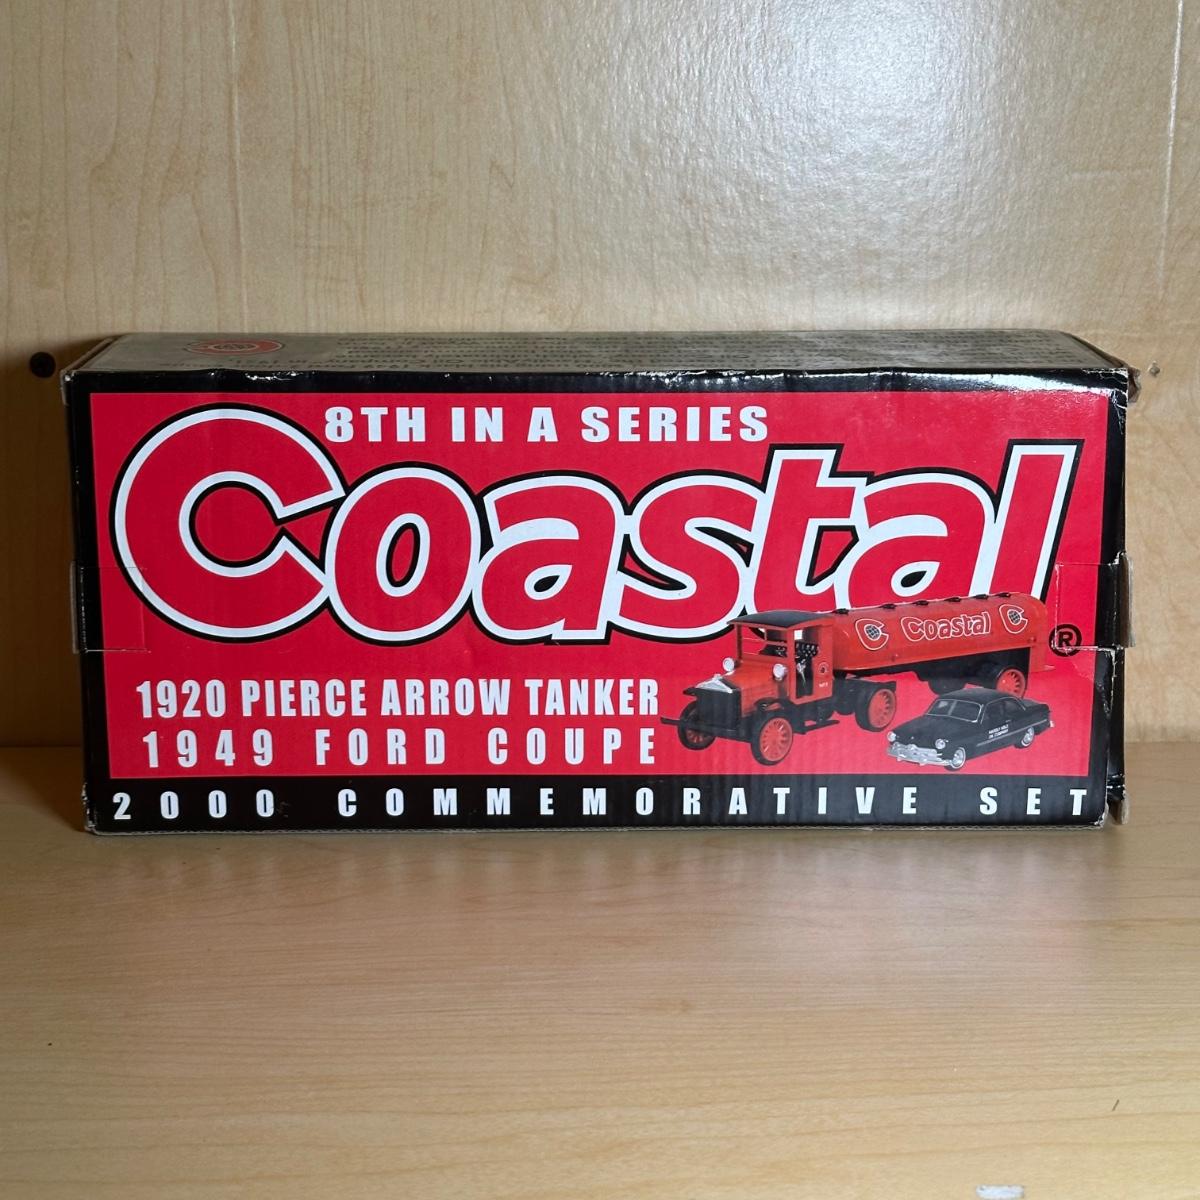 8TH IN A SERIES
Coastal
®
Coastal
1920 PIERCE ARROW TANKER
1949 FORD COUPE
2000 COMMEMORATIVE SET